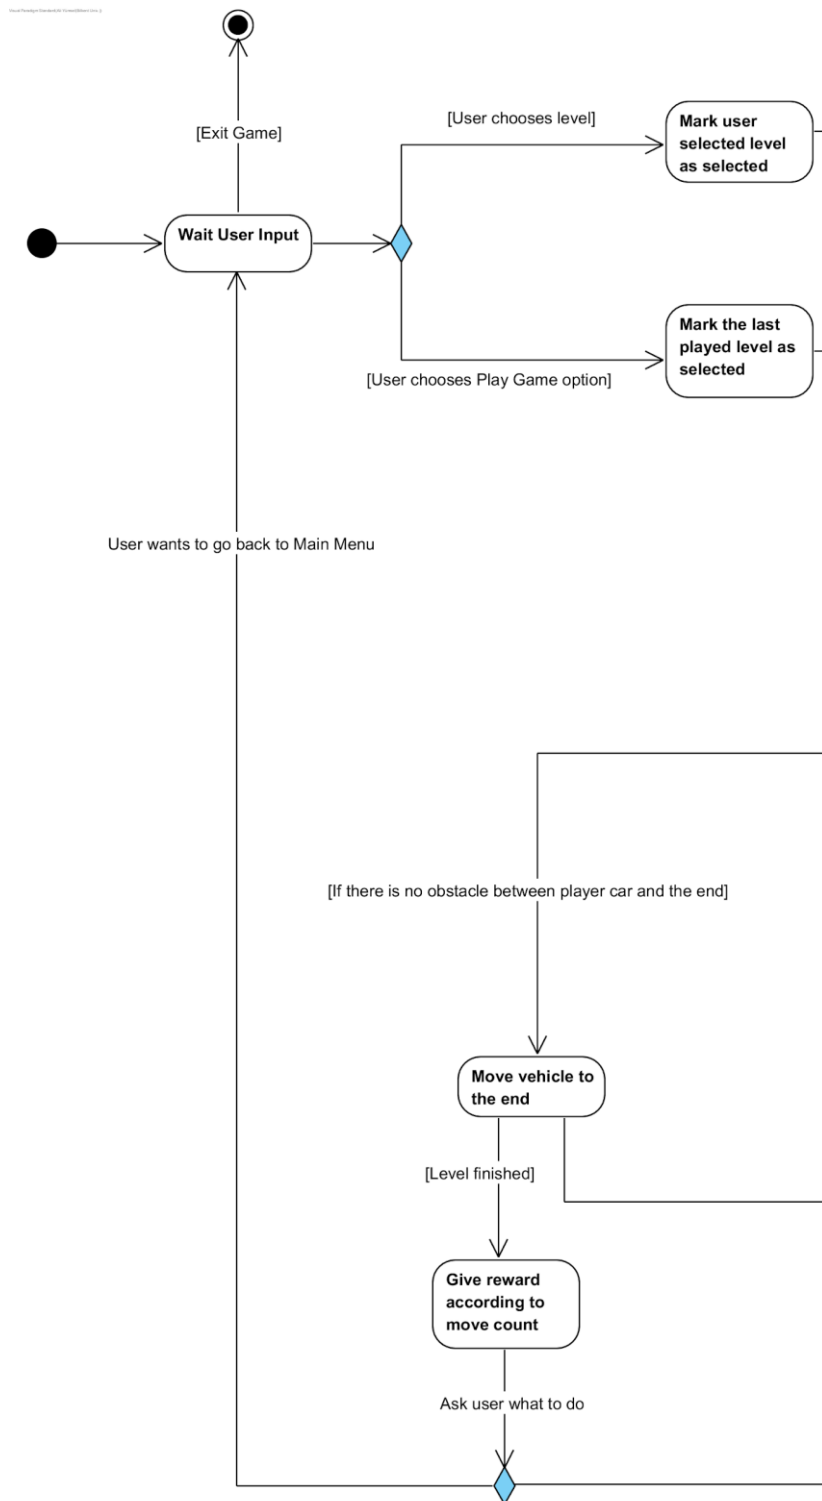 [Exit Game]
[User chooses level]
Mark user
selected level
as selected
Wait User Input
Mark the last
played level as
selected
[User chooses Play Game option]
User wants to go back to Main Menu
[If there is no obstacle between player car and the end]
Move vehicle to
the end
[Level finished]
Give reward
according to
move count
Ask user what to do